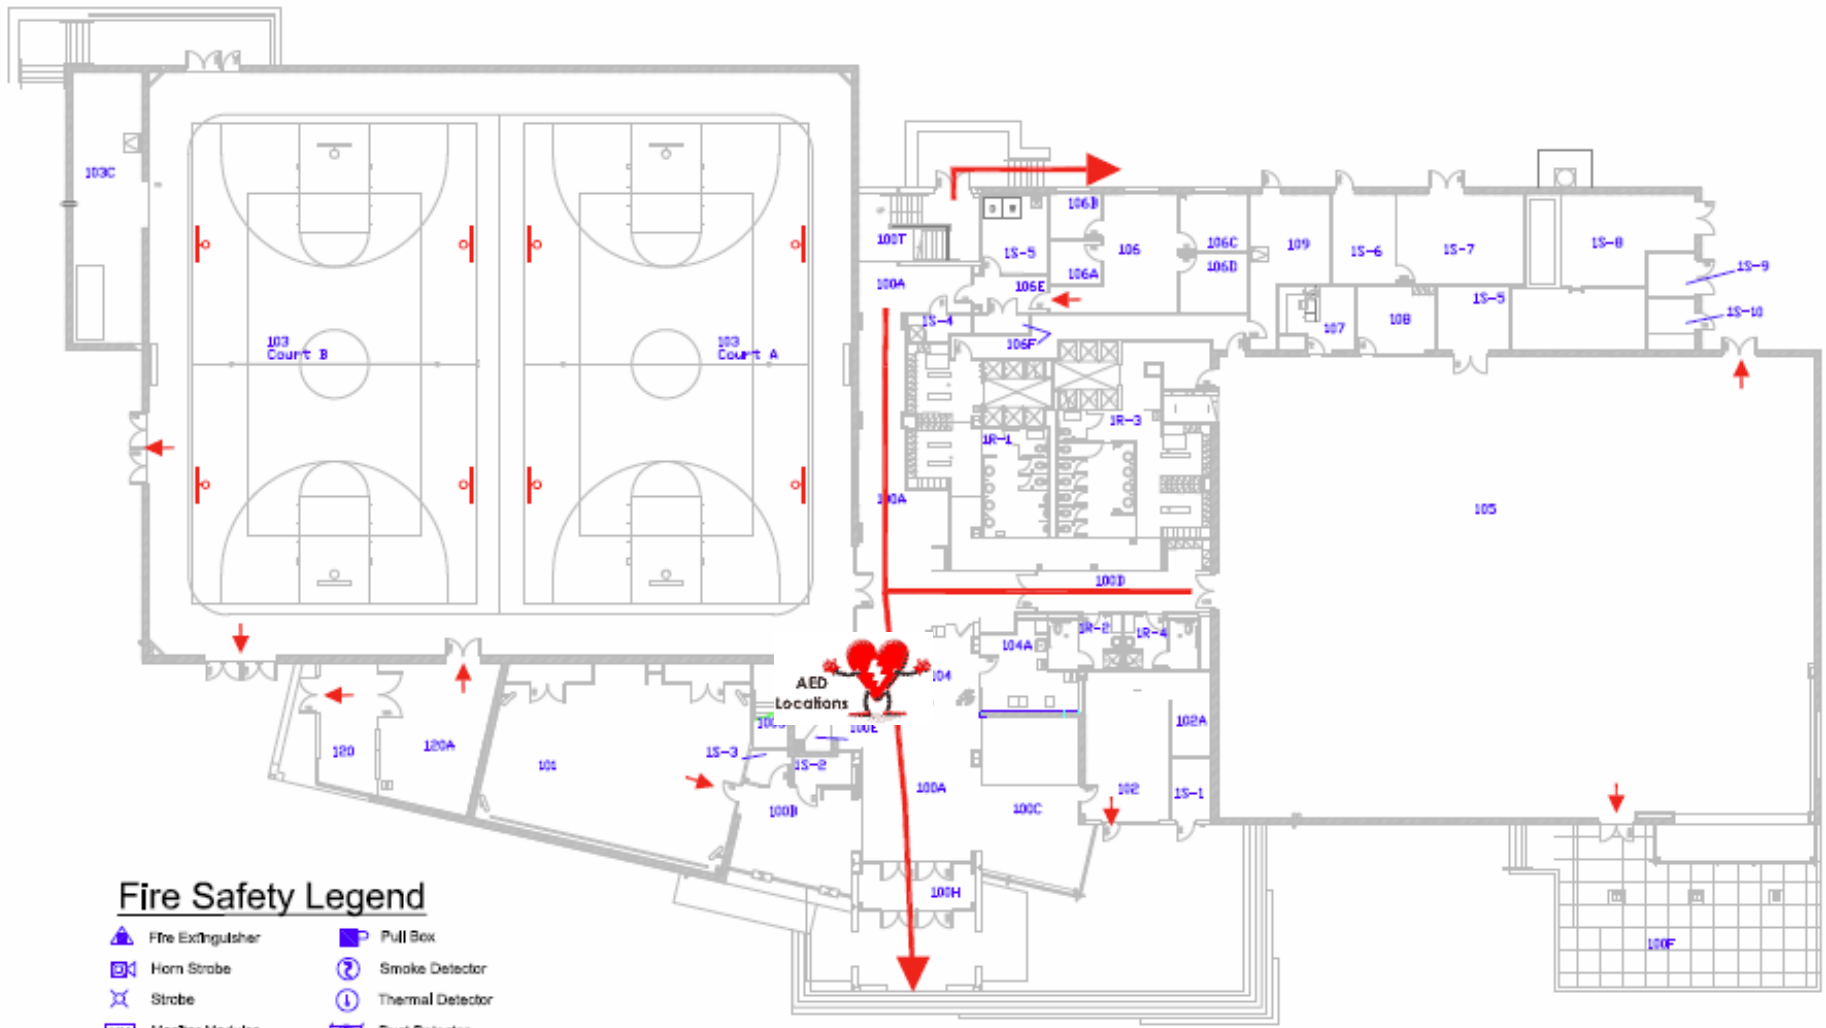 103C
103
Court B
103
Court A
100T
100A
1S-5
106B
106
106A
106E
106C
106D
109
1S-6
1S-7
1S-8
1S-9
1S-10
1S-5
107
108
1S-4
106F
1R-1
1R-3
100A
105
100D
1R-2
1R-4
104A
AED
Locations
100E
102A
120
120A
101
1S-3
1S-2
100B
100A
100C
102
1S-1
100H
100F
Fire Safety Legend
Fire Extinguisher
Pull Box
Horn Strobe
Smoke Detector
Strobe
Thermal Detector